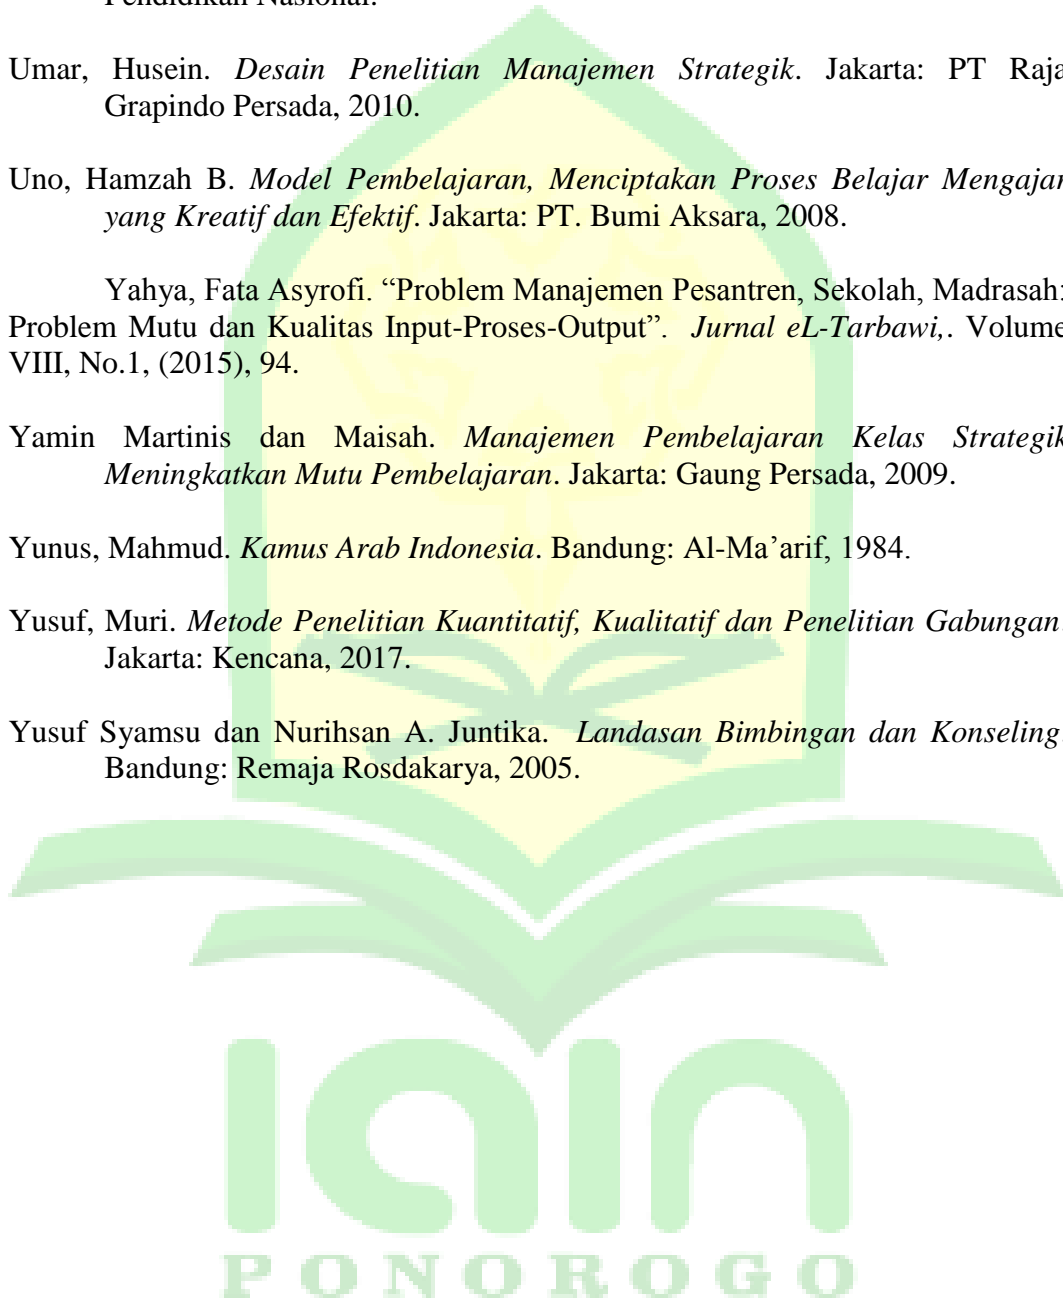 Pendidikan Nasional.
Umar, Husein. Desain Penelitian Manajemen Strategik. Jakarta: PT Raja
Grapindo Persada, 2010.
Uno, Hamzah B. Model Pembelajaran, Menciptakan Proses Belajar Mengajar
yang Kreatif dan Efektif. Jakarta: PT. Bumi Aksara, 2008.
Yahya, Fata Asyrofi. “Problem Manajemen Pesantren, Sekolah, Madrasah:
Problem Mutu dan Kualitas Input-Proses-Output”. Jurnal eL-Tarbawi,. Volume
VIII, No.1, (2015), 94.
Yamin Martinis dan Maisah. Manajemen Pembelajaran Kelas Strategik
Meningkatkan Mutu Pembelajaran. Jakarta: Gaung Persada, 2009.
Yunus, Mahmud. Kamus Arab Indonesia. Bandung: Al-Ma’arif, 1984.
Yusuf, Muri. Metode Penelitian Kuantitatif, Kualitatif dan Penelitian Gabungan.
Jakarta: Kencana, 2017.
Yusuf Syamsu dan Nurihsan A. Juntika. Landasan Bimbingan dan Konseling.
Bandung: Remaja Rosdakarya, 2005.
iain
PONOROGO